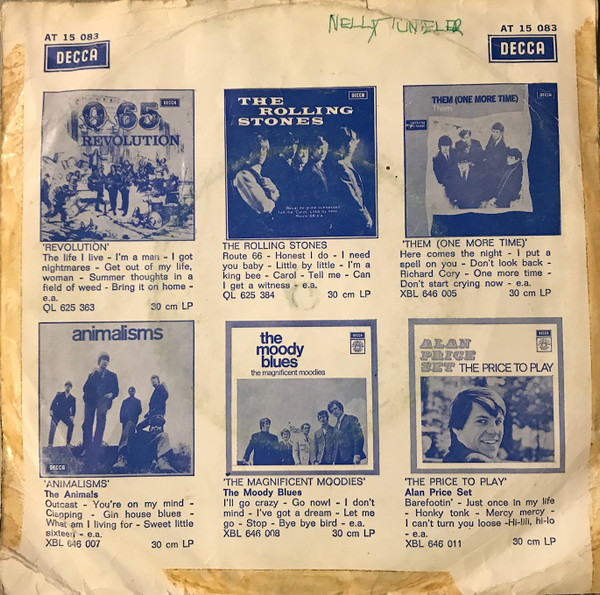 AT 15 083
DECCA
NELLY
AT 15 083
DECCA
Q 65
REVOLUTION
THE
ROLLING
STONES
DECCA
THEM (ONE MORE TIME)
Them
'REVOLUTION'
The life I live - I'm a man - I got
nightmares - Get out of my life,
woman - Summer thoughts in a
field of weed - Bring it on home -
e.a.
QL 625 363 30 cm LP
THE ROLLING STONES
Route 66 - Honest I do - I need
you baby - Little by little - I'm a
king bee - Carol - Tell me - Can
I get a witness - e.a.
QL 625 384 30 cm LP
'THEM (ONE MORE TIME)'
Here comes the night - I put a
spell on you - Don't look back -
Richard Cory - One more time -
Don't start crying now - e.a.
XBL 646 005 30 cm LP
animalisms
DECCA
the
moody
blues
the magnificent moodies
DECCA
ALAN
PRICE
SET THE PRICE TO PLAY
DECCA
'ANIMALISMS'
The Animals
Outcast - You're on my mind -
Clapping - Gin house blues -
What am I living for - Sweet little
sixteen - e.a.
XBL 646 007 30 cm LP
'THE MAGNIFICENT MOODIES'
The Moody Blues
I'll go crazy - Go now! - I don't
mind - I've got a dream - Let me
go - Stop - Bye bye bird - e.a.
XBL 646 008 30 cm LP
'THE PRICE TO PLAY'
Alan Price Set
Barefootin' - Just once in my life
- Honky tonk - Mercy mercy -
I can't turn you loose -Hi-lili, hi-lo
- e.a.
XBL 646 011 30 cm LP